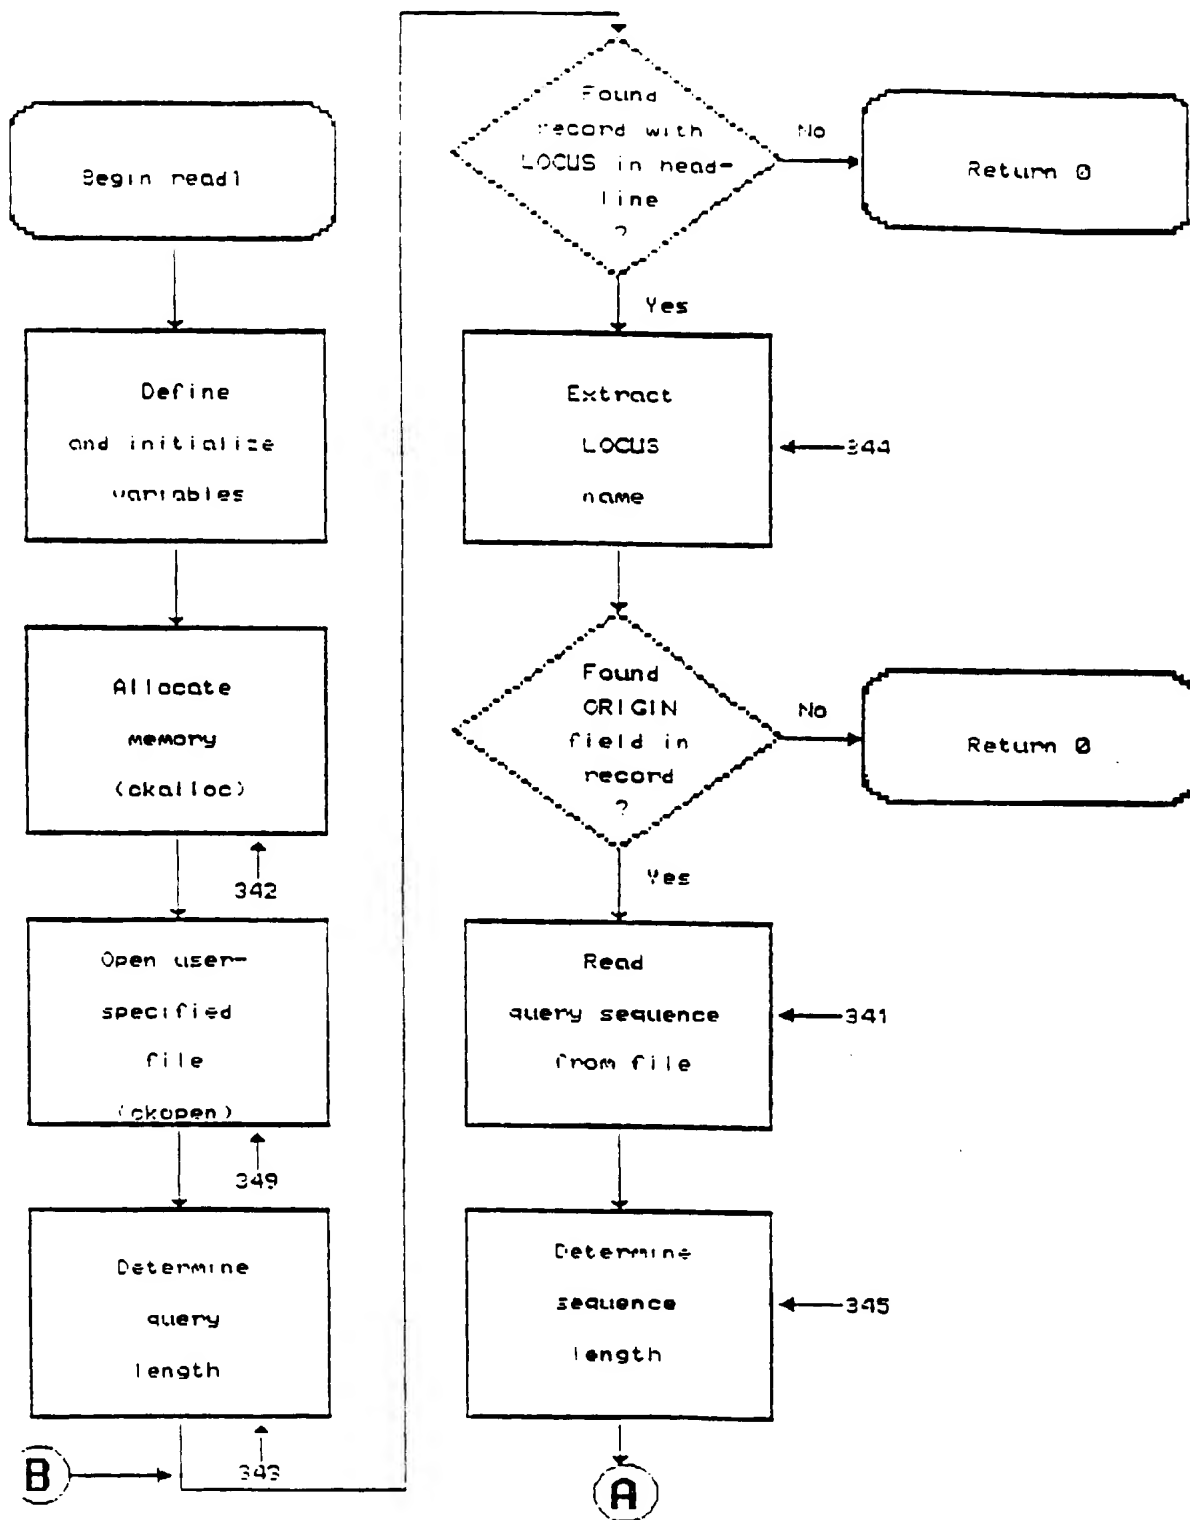 Begin read1
Define
and initialize
variables
Allocate
memory
(ckalloc)
342
Open user-
specified
file
(ckopen)
349
Determine
query
length
343
B
Found
record with
LOCUS in head-
line
?
No
Return 0
Yes
Extract
LOCUS
name
344
Found
ORIGIN
field in
record
?
No
Return 0
Yes
Read
query sequence
from file
341
Determine
sequence
length
345
A